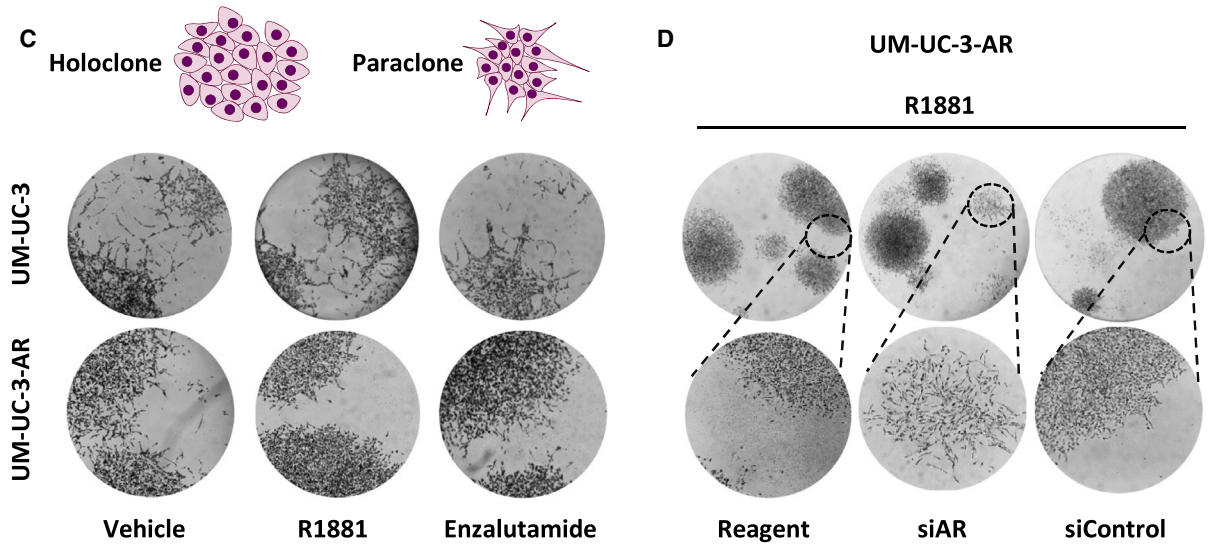 C
Holoclone
Paraclone
UM-UC-3
UM-UC-3-AR
Vehicle
R1881
Enzalutamide
D
UM-UC-3-AR
R1881
Reagent
siAR
siControl